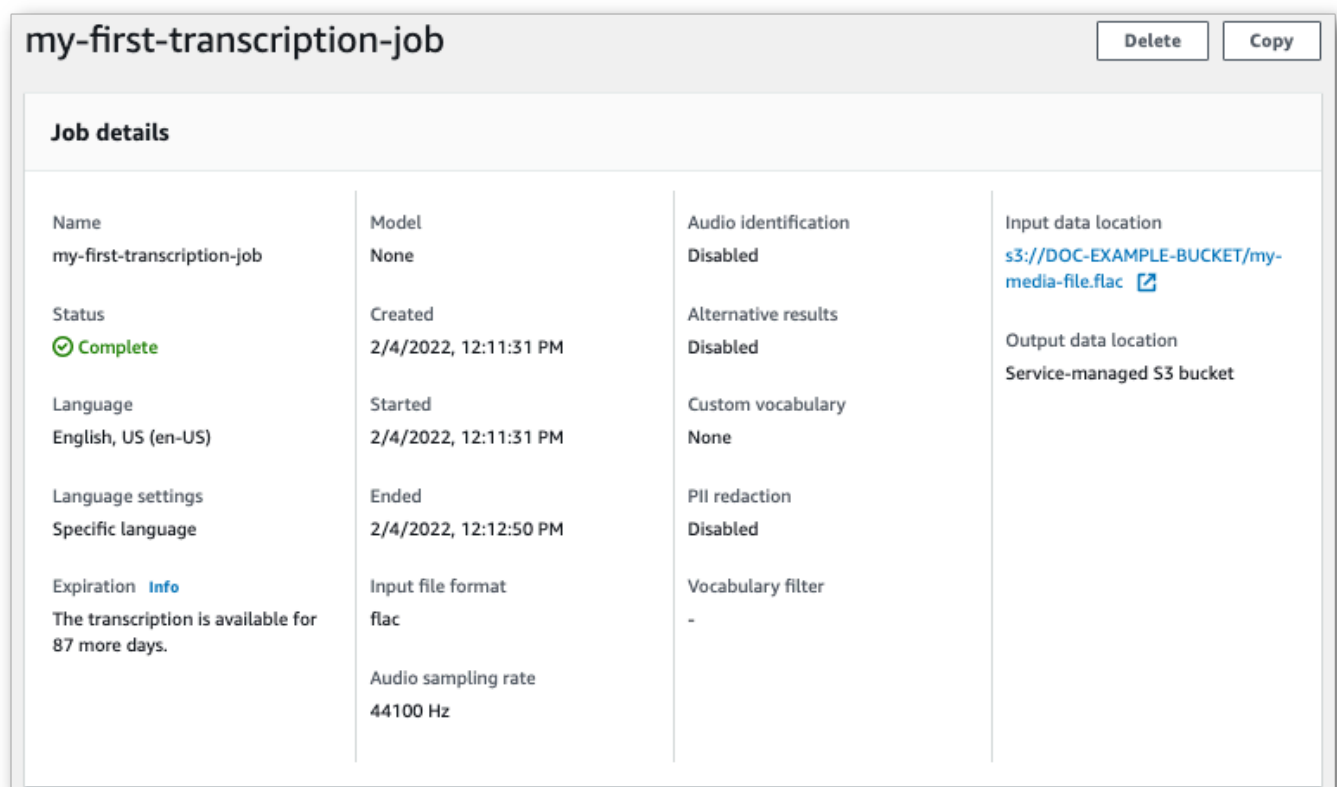 my-first-transcription-job
Delete
Copy
Job details
Name
my-first-transcription-job
Status
Complete
Language
English, US (en-US)
Language settings
Specific language
Expiration Info
The transcription is available for
87 more days.
Model
None
Created
2/4/2022, 12:11:31 PM
Started
2/4/2022, 12:11:31 PM
Ended
2/4/2022, 12:12:50 PM
Input file format
flac
Audio sampling rate
44100 Hz
Audio identification
Disabled
Alternative results
Disabled
Custom vocabulary
None
PII redaction
Disabled
Vocabulary filter
-
Input data location
s3://DOC-EXAMPLE-BUCKET/my-
media-file.flac
Output data location
Service-managed S3 bucket